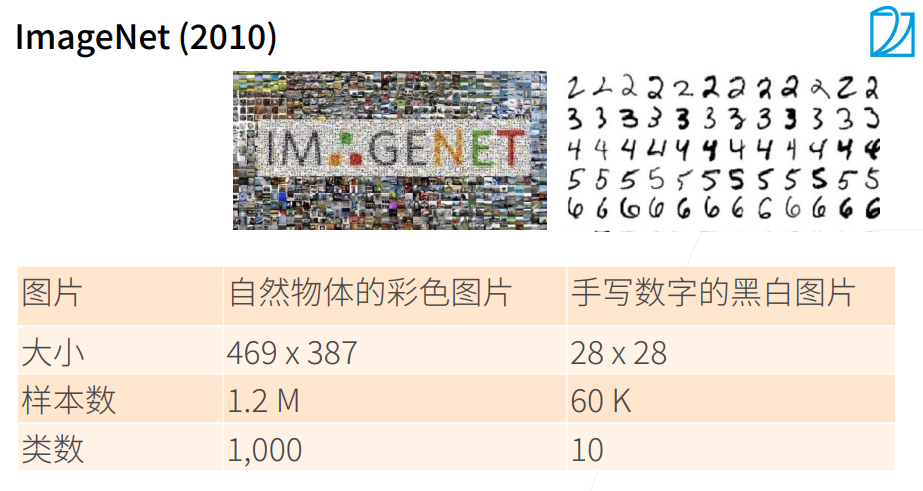 ImageNet (2010)
IMAGENET
2 2 2 2 2 2 2 2 2 2 2 2
3 3 3 3 3 3 3 3 3 3 3 3
4 4 4 4 4 4 4 4 4 4 4 4
5 5 5 5 5 5 5 5 5 5 5 5
6 6 6 6 6 6 6 6 6 6 6 6
图片 自然物体的彩色图片 手写数字的黑白图片
大小 469 x 387 28 x 28
样本数 1.2 M 60 K
类数 1,000 10